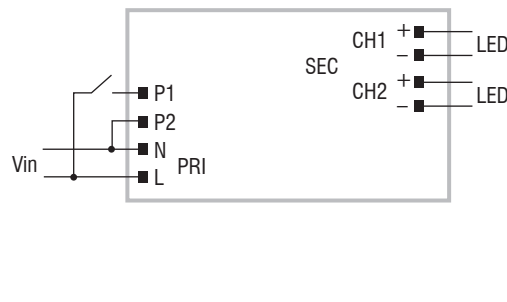 CH1 + LED
–
SEC
CH2 + LED
–
P1
P2
N
PRI
L
Vin